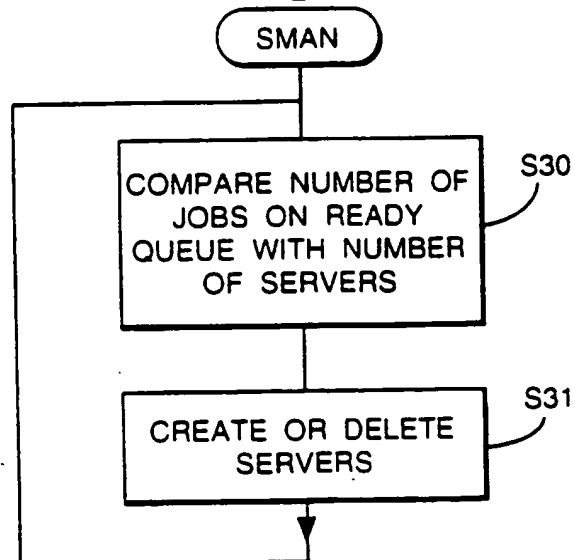 SMAN
COMPARE NUMBER OF
JOBS ON READY
QUEUE WITH NUMBER
OF SERVERS
S30
CREATE OR DELETE
SERVERS
S31